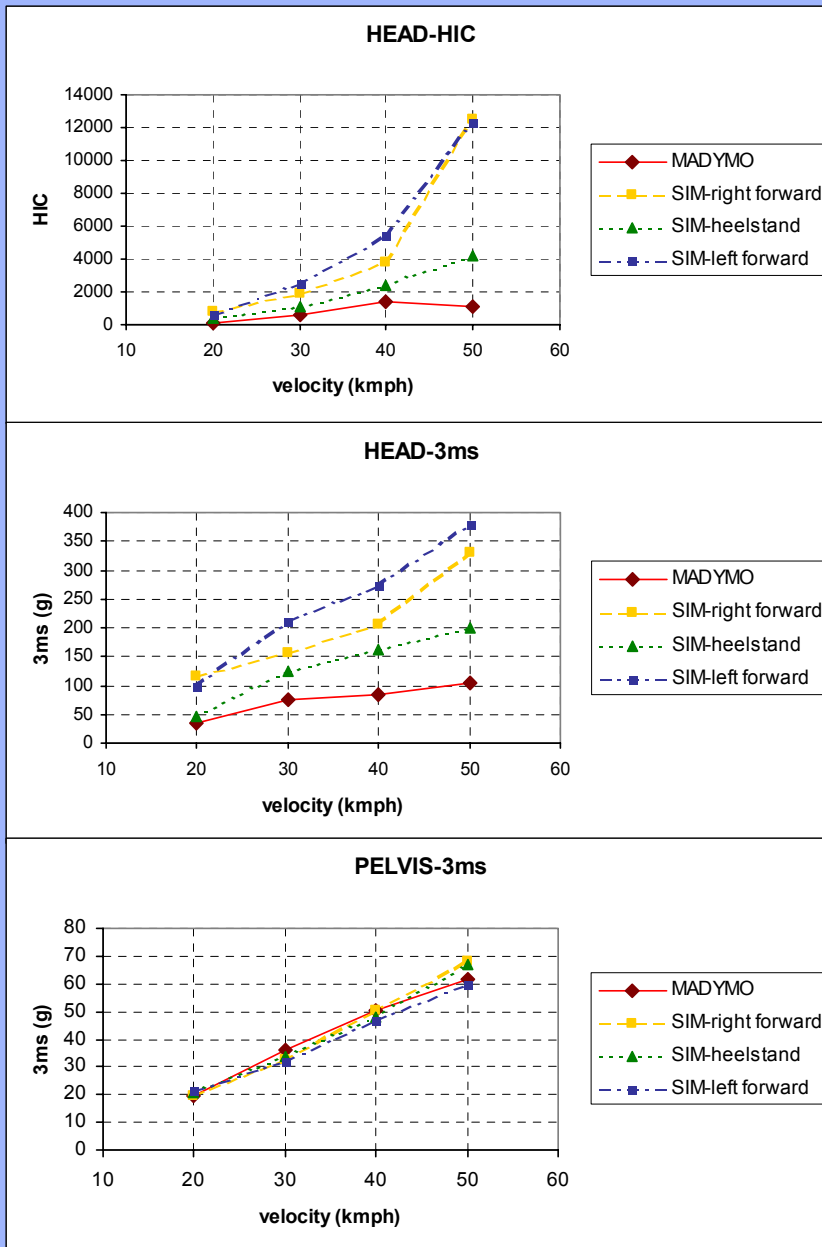 HEAD-HIC
14000
12000
10000
8000
6000
4000
2000
0
HIC
10 20 30 40 50 60
velocity (kmph)
MADYMO
SIM-right forward
SIM-heelstand
SIM-left forward
HEAD-3ms
400
350
300
250
200
150
100
50
0
3ms (g)
10 20 30 40 50 60
velocity (kmph)
MADYMO
SIM-right forward
SIM-heelstand
SIM-left forward
PELVIS-3ms
80
70
60
50
40
30
20
10
0
3ms (g)
10 20 30 40 50 60
velocity (kmph)
MADYMO
SIM-right forward
SIM-heelstand
SIM-left forward